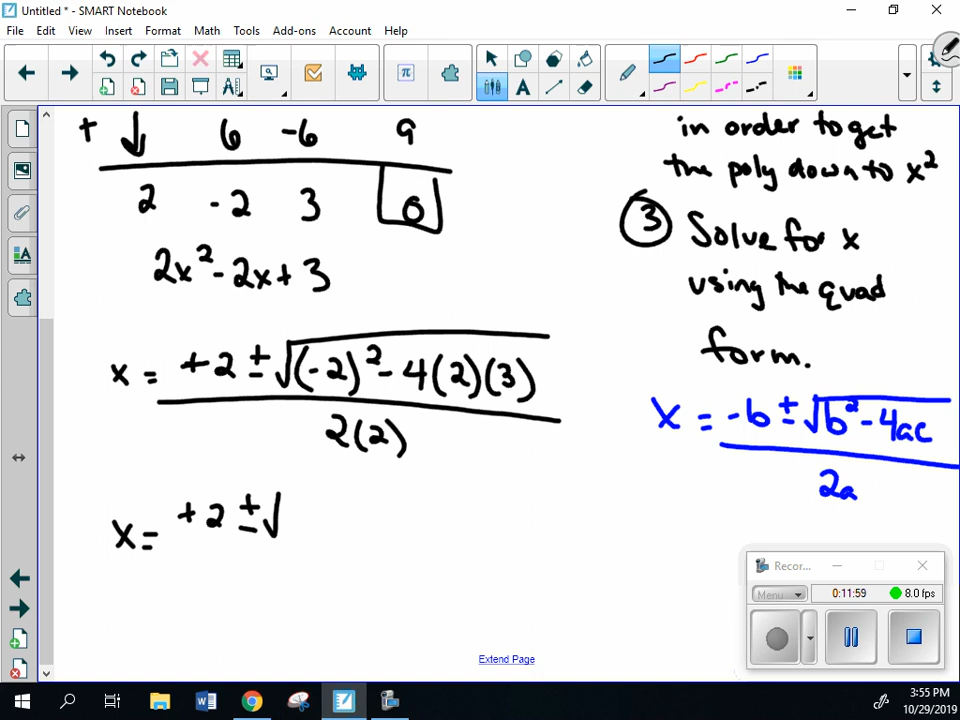 Untitled * - SMART Notebook
File Edit View Insert Format Math Tools Add-ons Account Help
+ ↓ 6 -6 9
2 -2 3 0
2x² - 2x + 3
x = +2 ± √(-2)² - 4(2)(3)
2(2)
x = +2 ± √
in order to get
the poly down to x²
③ Solve for x
using the quad
form.
x = -b ± √b² - 4ac
2a
Recor...
Menu 0:11:59 8.0 fps
Extend Page
3:55 PM
10/29/2019